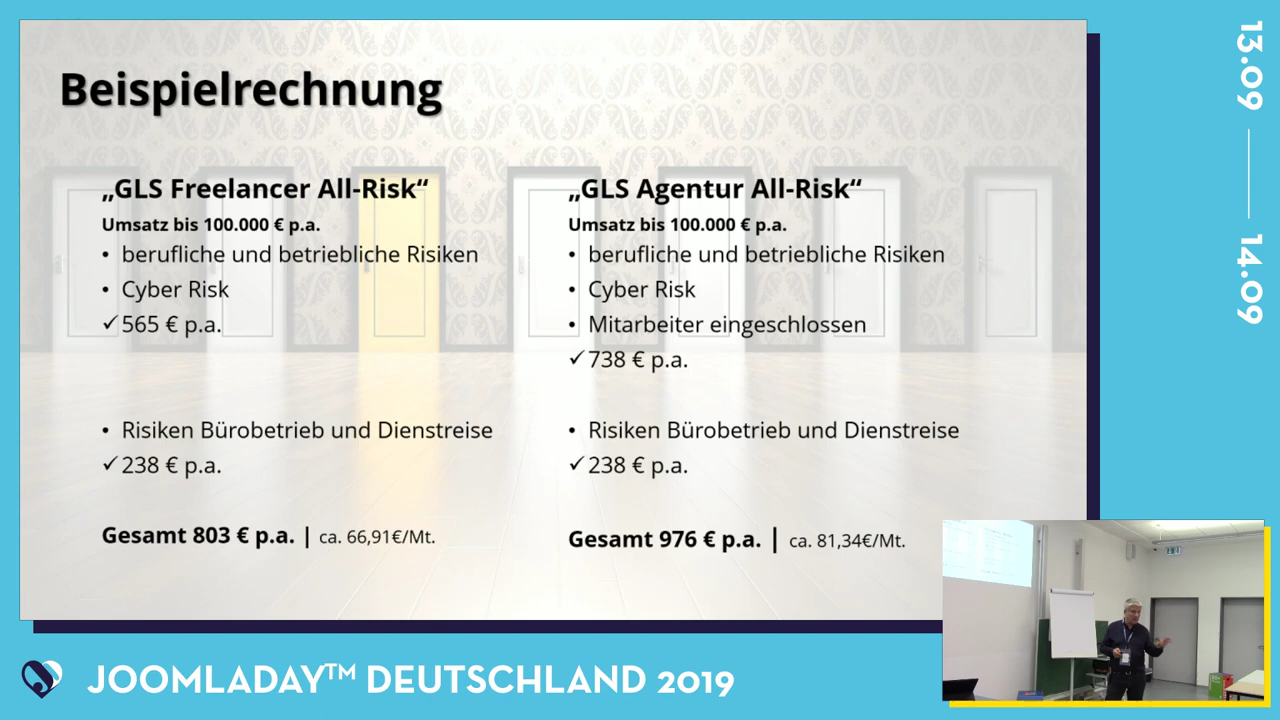 Beispielrechnung
„GLS Freelancer All-Risk“
Umsatz bis 100.000 € p.a.
• berufliche und betriebliche Risiken
• Cyber Risk
✓565 € p.a.
• Risiken Bürobetrieb und Dienstreise
✓238 € p.a.
Gesamt 803 € p.a. | ca. 66,91€/Mt.
„GLS Agentur All-Risk“
Umsatz bis 100.000 € p.a.
• berufliche und betriebliche Risiken
• Cyber Risk
• Mitarbeiter eingeschlossen
✓738 € p.a.
• Risiken Bürobetrieb und Dienstreise
✓238 € p.a.
Gesamt 976 € p.a. | ca. 81,34€/Mt.
13.09 — 14.09
JOOMLADAY™ DEUTSCHLAND 2019